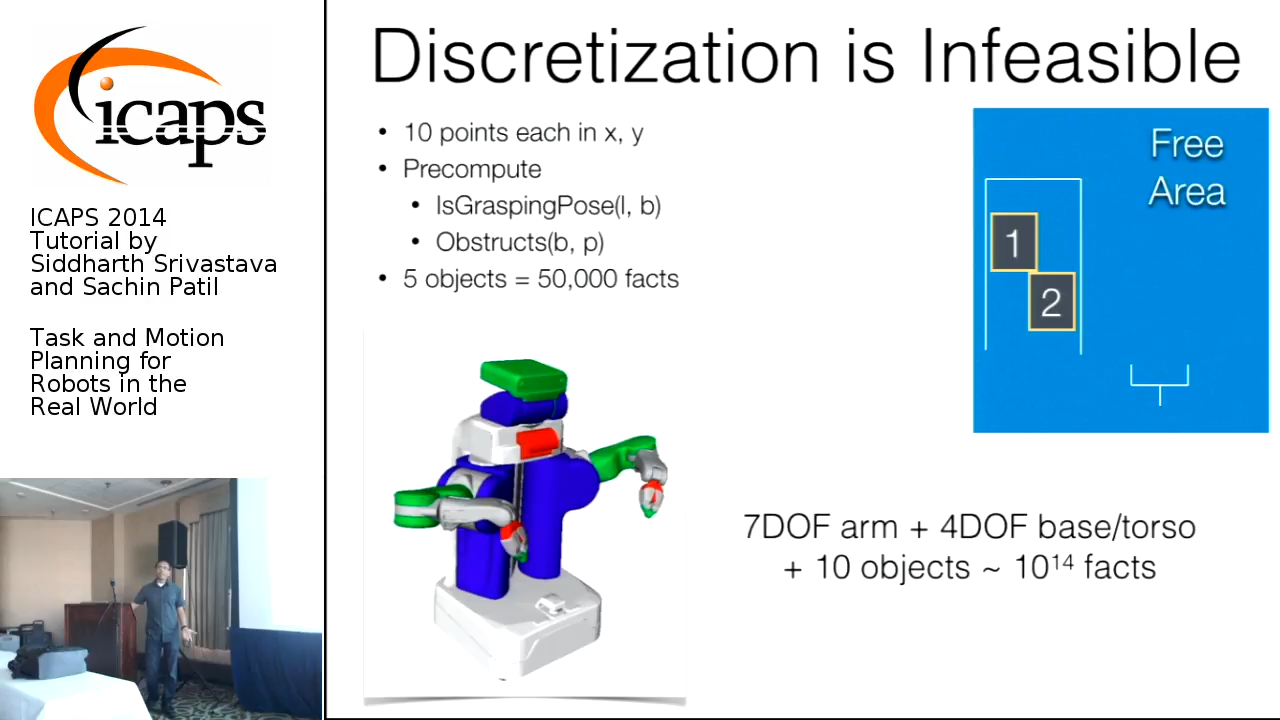 icaps
ICAPS 2014
Tutorial by
Siddharth Srivastava
and Sachin Patil
Task and Motion
Planning for
Robots in the
Real World
Discretization is Infeasible
• 10 points each in x, y
• Precompute
• IsGraspingPose(l, b)
• Obstructs(b, p)
• 5 objects = 50,000 facts
Free
Area
1
2
7DOF arm + 4DOF base/torso
+ 10 objects ~ 10¹⁴ facts